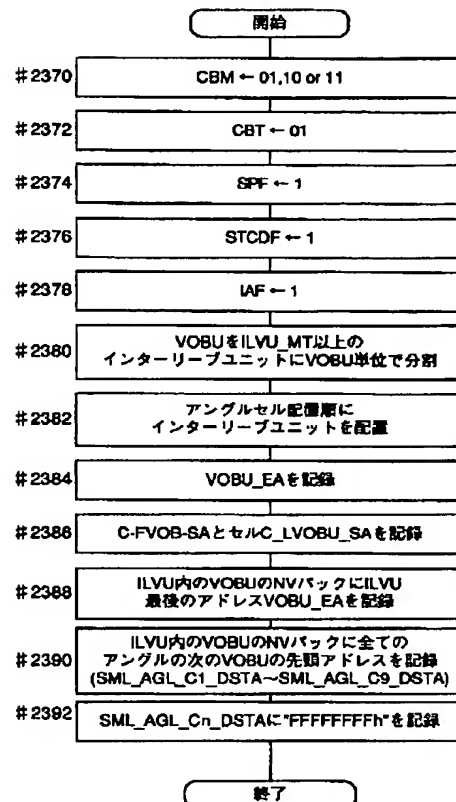 開始
#2370
CBM ← 01,10 or 11
#2372
CBT ← 01
#2374
SPF ← 1
#2376
STCDF ← 1
#2378
IAF ← 1
#2380
VOBUをILVU_MT以上の
インターリーブユニットにVOBU単位で分割
#2382
アングルセル配置順に
インターリーブユニットを配置
#2384
VOBU_EAを記録
#2386
C-FVOB-SAとセルC_LVOBU_SAを記録
#2388
ILVU内のVOBUのNVパックにILVU
最後のアドレスVOBU_EAを記録
#2390
ILVU内のVOBUのNVパックに全ての
アングルの次のVOBUの先頭アドレスを記録
(SML_AGL_C1_DSTA～SML_AGL_C9_DSTA)
#2392
SML_AGL_Cn_DSTAに"FFFFFFFFh"を記録
終了